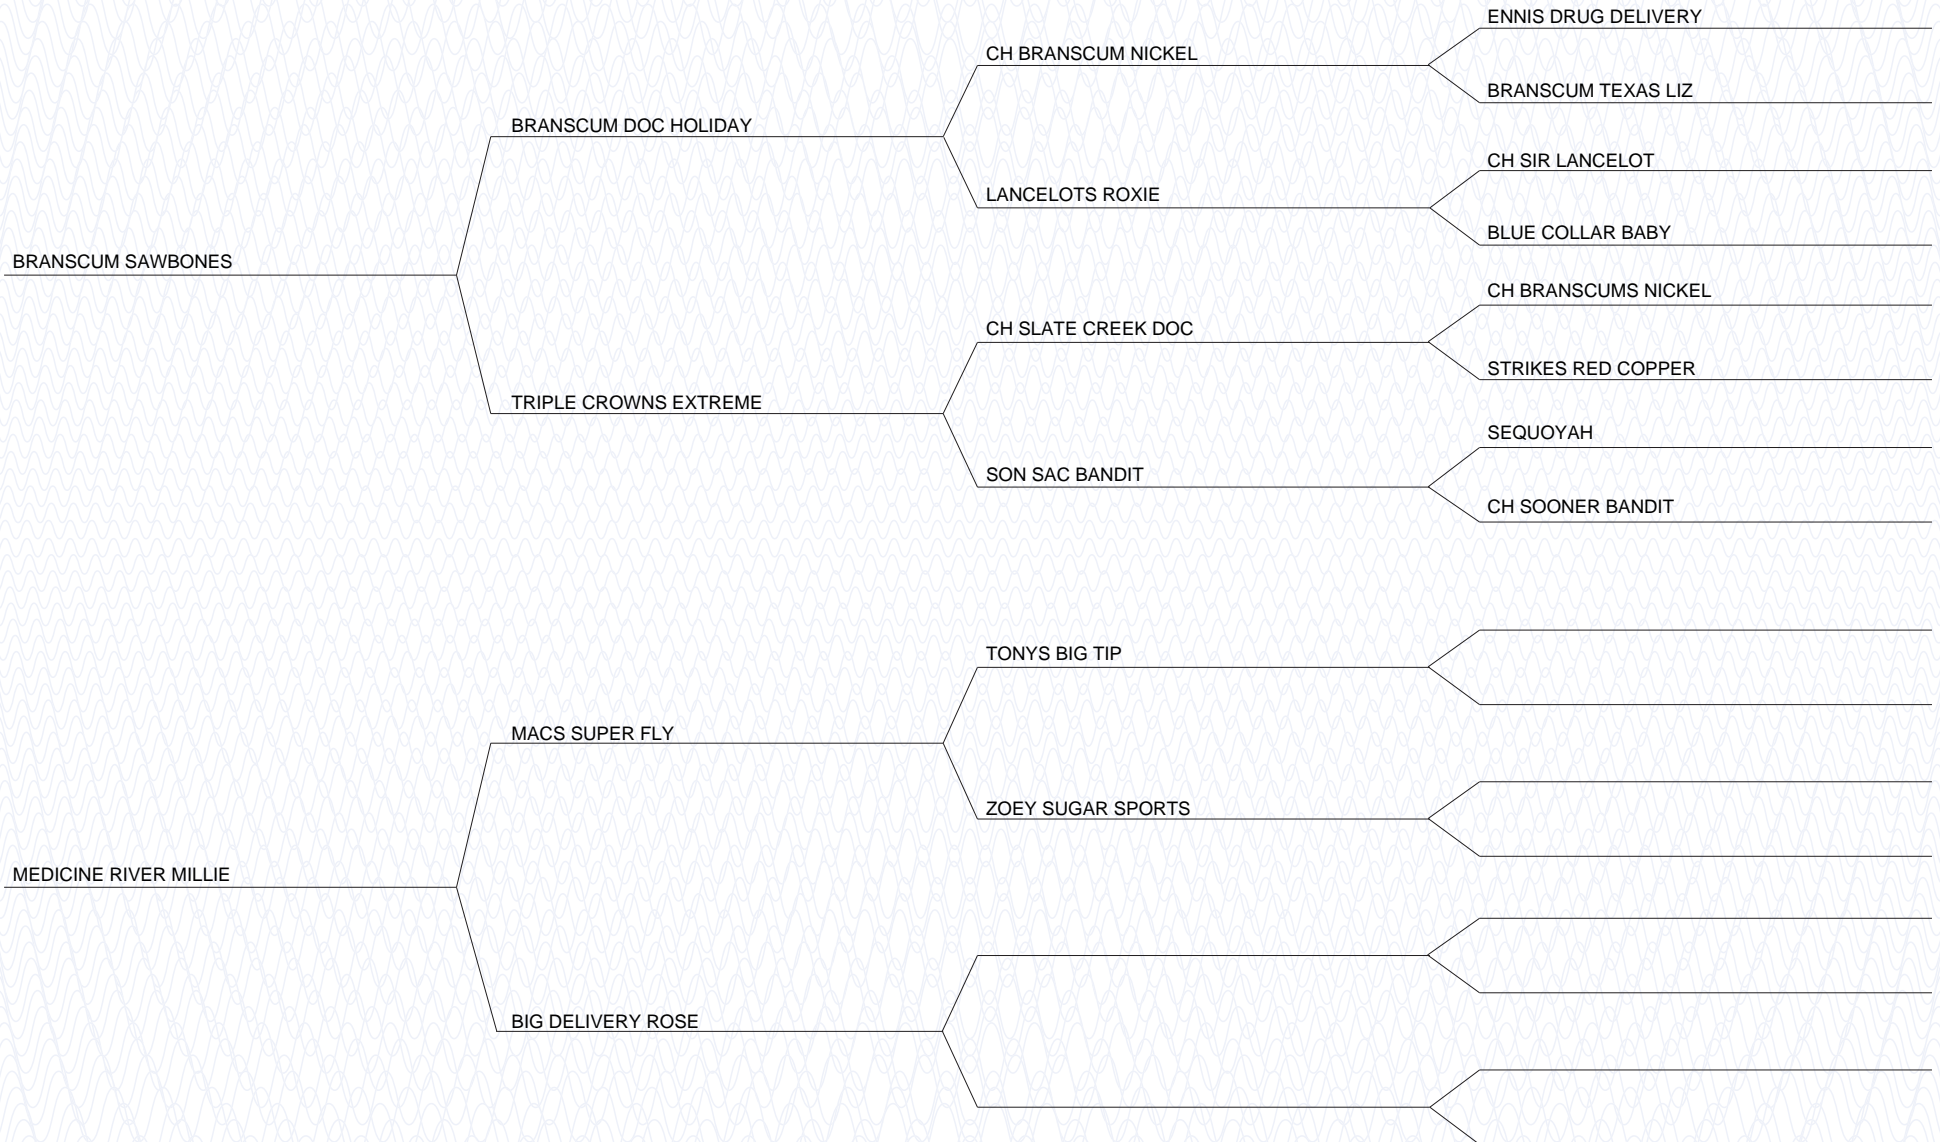 ENNIS DRUG DELIVERY
CH BRANSCUM NICKEL
BRANSCUM TEXAS LIZ
BRANSCUM DOC HOLIDAY
CH SIR LANCELOT
LANCELOTS ROXIE
BLUE COLLAR BABY
BRANSCUM SAWBONES
CH BRANSCUMS NICKEL
CH SLATE CREEK DOC
STRIKES RED COPPER
TRIPLE CROWNS EXTREME
SEQUOYAH
SON SAC BANDIT
CH SOONER BANDIT
TONYS BIG TIP
MACS SUPER FLY
ZOEY SUGAR SPORTS
MEDICINE RIVER MILLIE
BIG DELIVERY ROSE